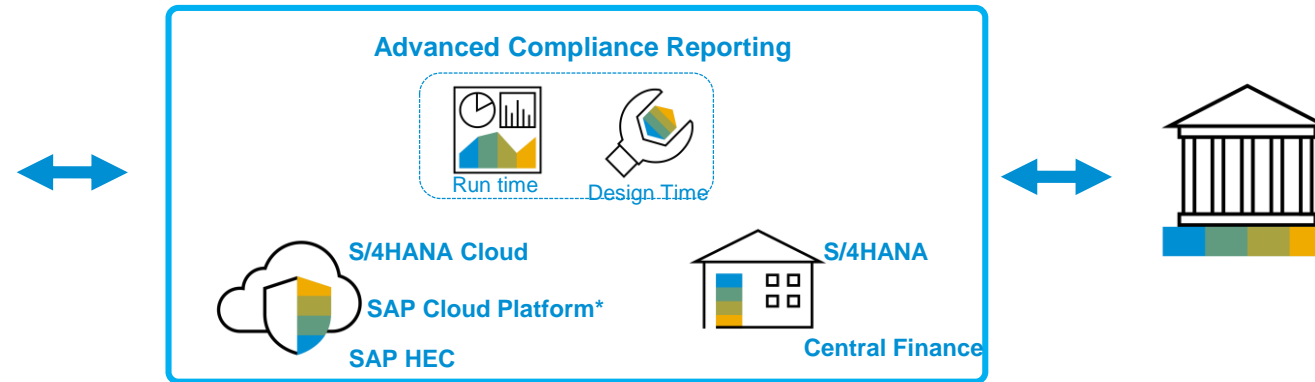 Advanced Compliance Reporting
Run time
Design Time
S/4HANA Cloud
SAP Cloud Platform*
SAP HEC
S/4HANA
Central Finance